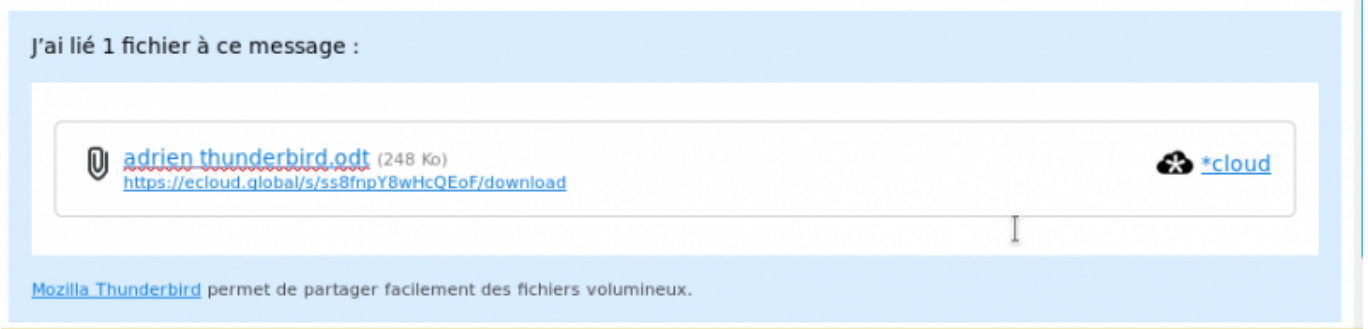 J’ai lié 1 fichier à ce message :
adrien thunderbird.odt (248 Ko)
https://ecloud.global/s/ss8fnpY8wHcQEoF/download
*cloud
Mozilla Thunderbird permet de partager facilement des fichiers volumineux.